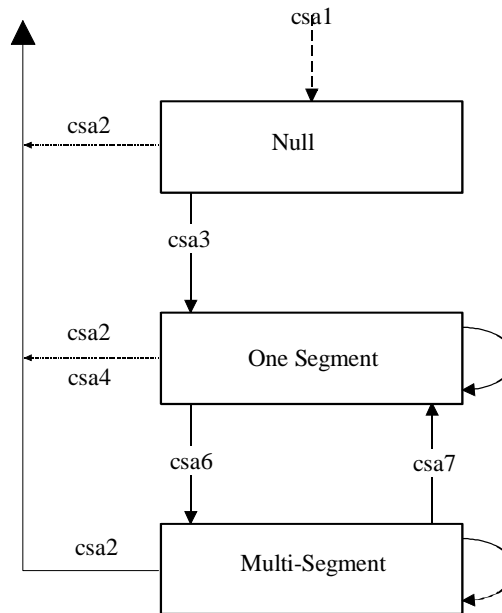 csa1
csa2
Null
csa3
csa2
csa4
One Segment
csa6
csa7
csa2
Multi-Segment